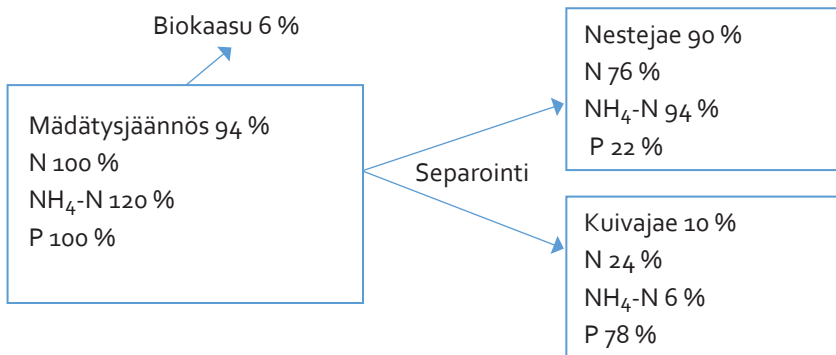 Biokaasu 6 %
Mädätysjäännös 94 %
N 100 %
NH₄-N 120 %
P 100 %
Separointi
Nestejae 90 %
N 76 %
NH₄-N 94 %
P 22 %
Kuivajae 10 %
N 24 %
NH₄-N 6 %
P 78 %